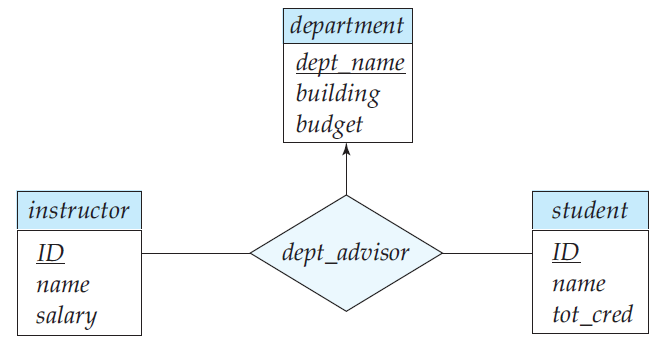 department
dept_name
building
budget
instructor
ID
name
salary
dept_advisor
student
ID
name
tot_cred